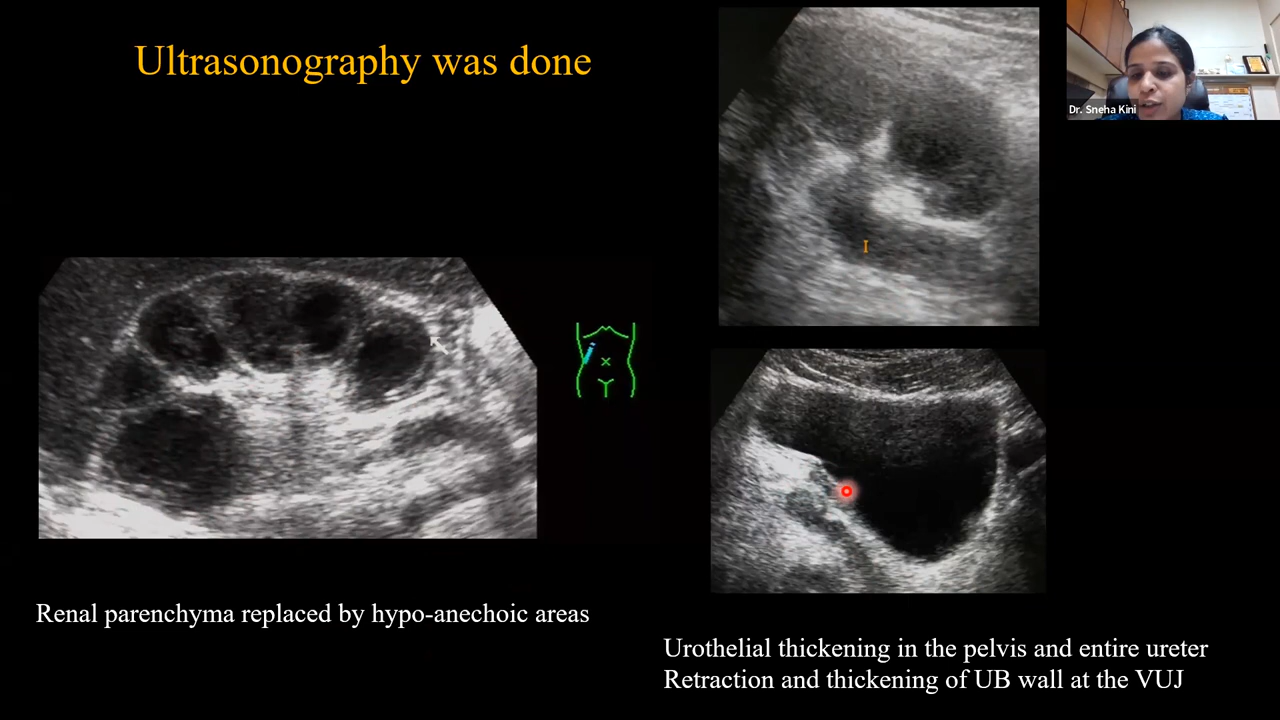 Ultrasonography was done
Dr. Sneha Kini
Renal parenchyma replaced by hypo-anechoic areas
Urothelial thickening in the pelvis and entire ureter
Retraction and thickening of UB wall at the VUJ